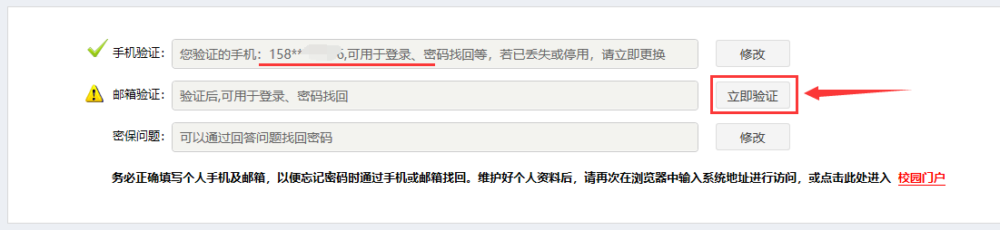 手机验证：
您验证的手机：158** 6,可用于登录、密码找回等，若已丢失或停用，请立即更换
修改
邮箱验证：
验证后,可用于登录、密码找回
立即验证
密保问题：
可以通过回答问题找回密码
修改
务必正确填写个人手机及邮箱，以便忘记密码时通过手机或邮箱找回。维护好个人资料后，请再次在浏览器中输入系统地址进行访问，或点击此处进入 校园门户